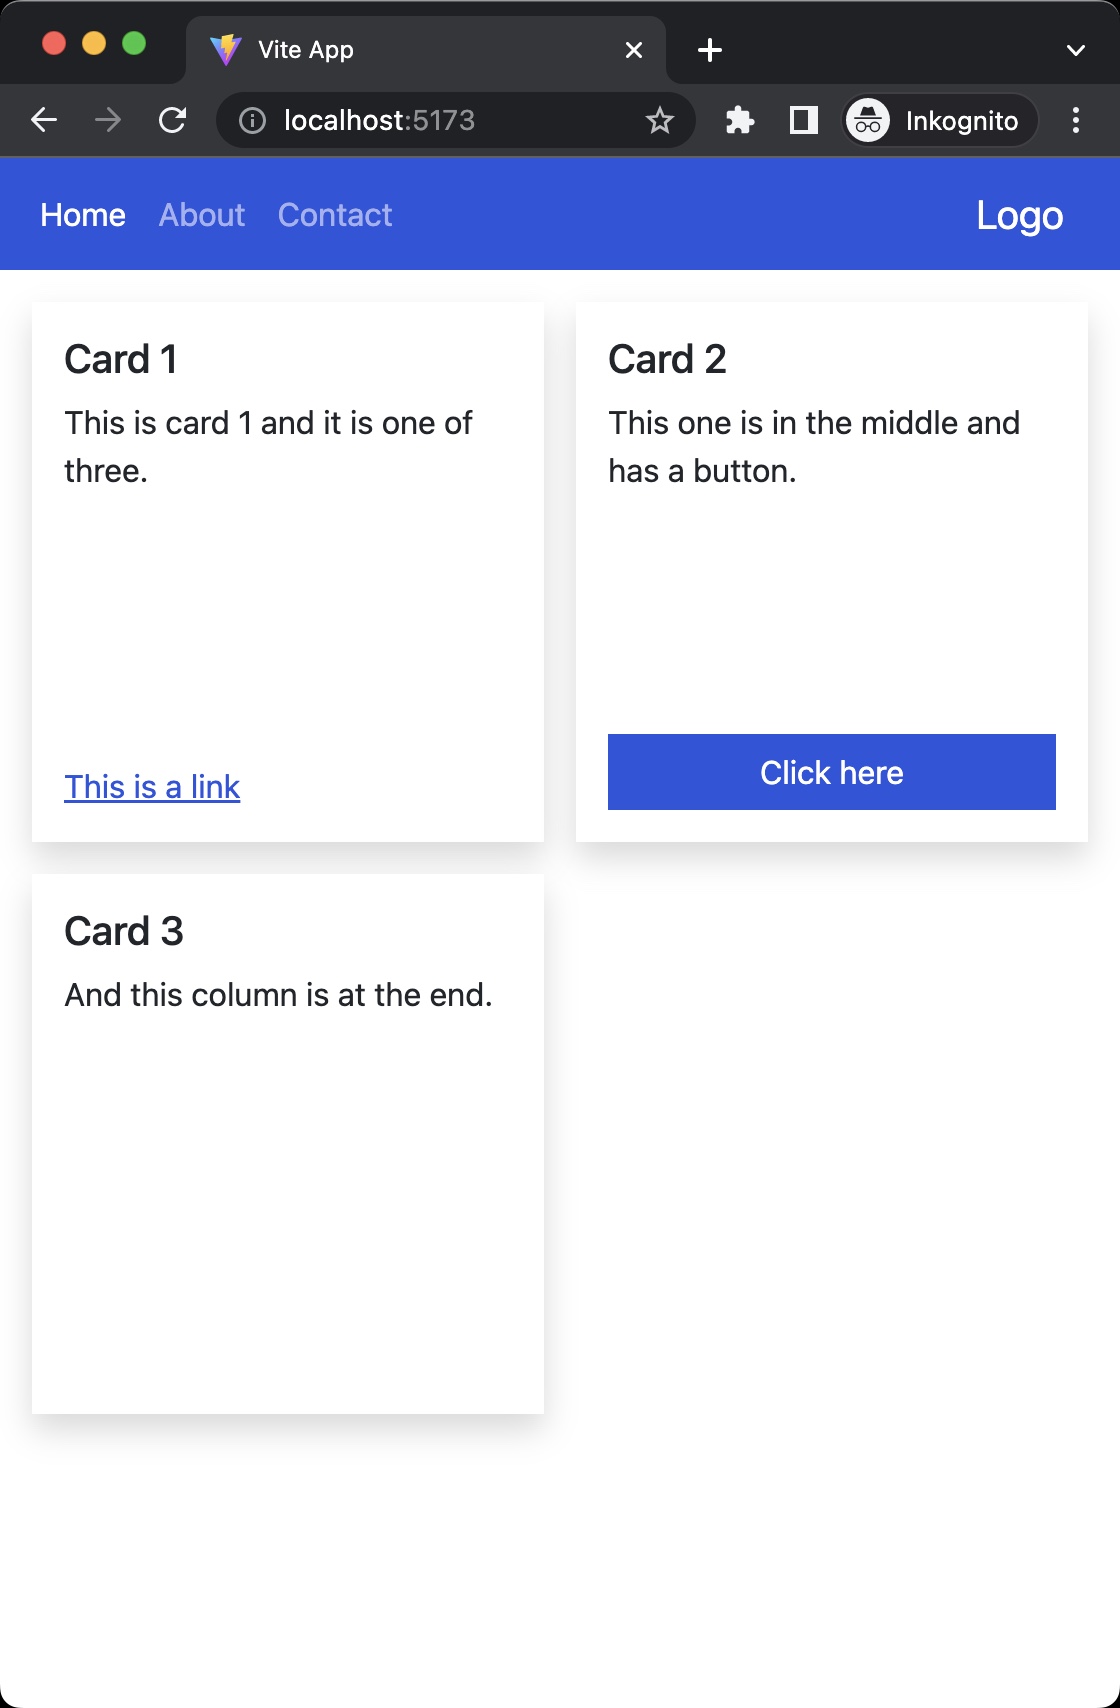 Vite App
localhost:5173
Inkognito
Home About Contact Logo
Card 1
This is card 1 and it is one of
three.
This is a link
Card 2
This one is in the middle and
has a button.
Click here
Card 3
And this column is at the end.